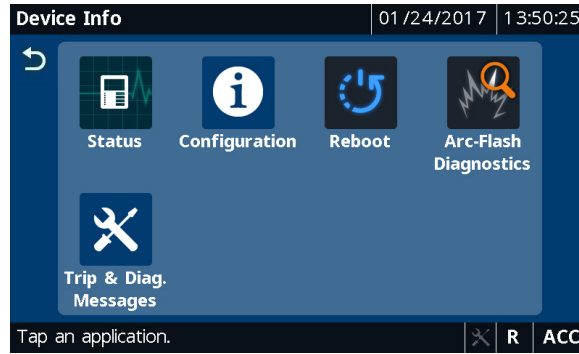 Device Info 01/24/2017 13:50:25
Status Configuration Reboot Arc-Flash
Diagnostics
Trip & Diag.
Messages
Tap an application. R ACC